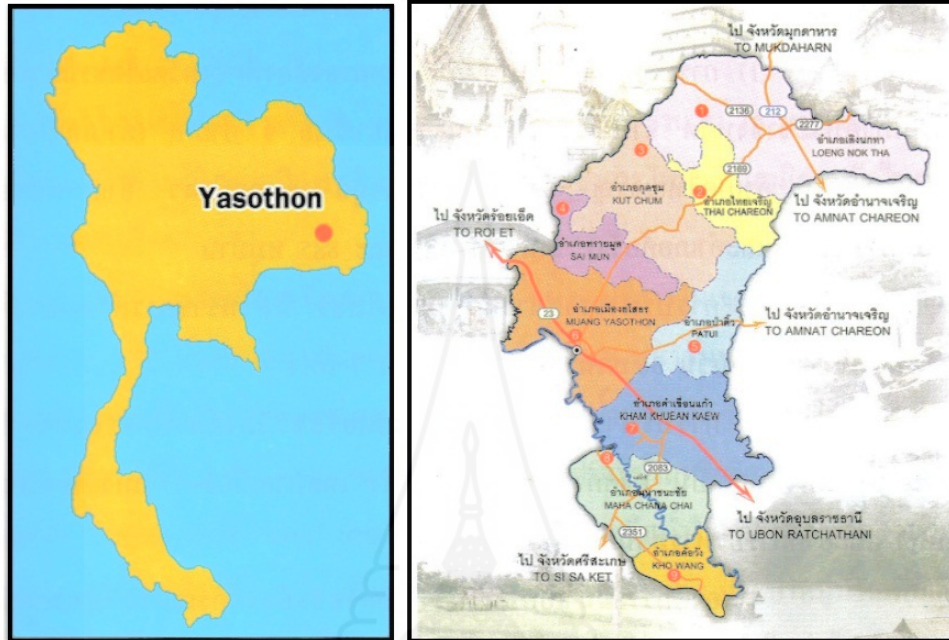 Yasothon
ไป จังหวัดมุกดาหาร
TO MUKDAHARN
1
2136
212
2277
อำเภอเลิงนกทา
LOENG NOK THA
3
2169
2
อำเภอกุดชุม
KUT CHUM
อำเภอไทยเจริญ
THAI CHAREON
ไป จังหวัดอำนาจเจริญ
TO AMNAT CHAREON
4
ไป จังหวัดร้อยเอ็ด
TO ROI ET
อำเภอทรายมูล
SAI MUN
23
อำเภอเมืองยโสธร
MUANG YASOTHON
6
อำเภอป่าติ้ว
PATUI
5
ไป จังหวัดอำนาจเจริญ
TO AMNAT CHAREON
อำเภอคำเขื่อนแก้ว
KHAM KHUEAN KAEW
7
2083
อำเภอมหาชนะชัย
MAHA CHANA CHAI
ไป จังหวัดอุบลราชธานี
TO UBON RATCHATHANI
2351
อำเภอค้อวัง
KHO WANG
9
ไป จังหวัดศรีสะเกษ
TO SI SA KET